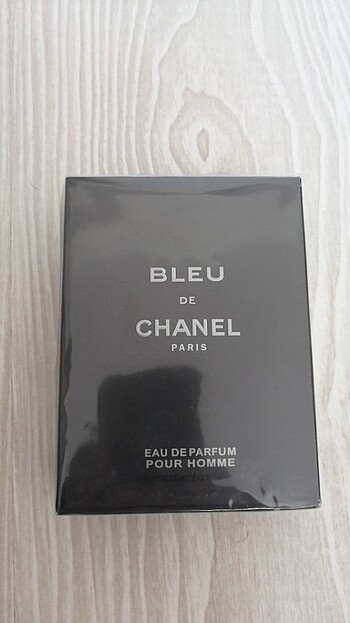 BLEU
DE
CHANEL
PARIS
EAU DE PARFUM
POUR HOMME